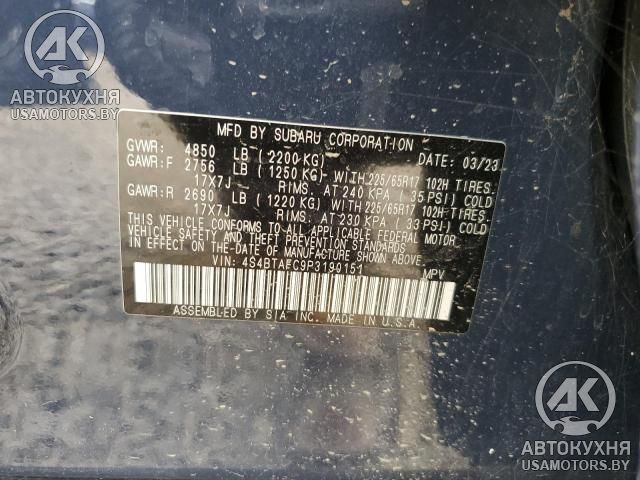 АК
АВТОКУХНЯ
USAMOTORS.BY
MFD BY SUBARU CORPORATION
GVWR: 4850 LB (2200 KG) DATE: 03/23
GAWR:F 2756 LB (1250 KG) -WITH 225/65R17 102H TIRES.
17X7J RIMS. AT 240 KPA (35 PSI) COLD
GAWR:R 2690 LB (1220 KG) -WITH 225/65R17 102H TIRES.
17X7J RIMS. AT 230 KPA (33 PSI) COLD
THIS VEHICLE CONFORMS TO ALL APPLICABLE FEDERAL MOTOR
VEHICLE SAFETY, BUMPER, AND THEFT PREVENTION STANDARDS
IN EFFECT ON THE DATE OF MANUFACTURE SHOWN ABOVE.
VIN: 4S4BTAFC9P3199151 MPV
ASSEMBLED BY SIA INC. MADE IN U.S.A.
АК
АВТОКУХНЯ
USAMOTORS.BY